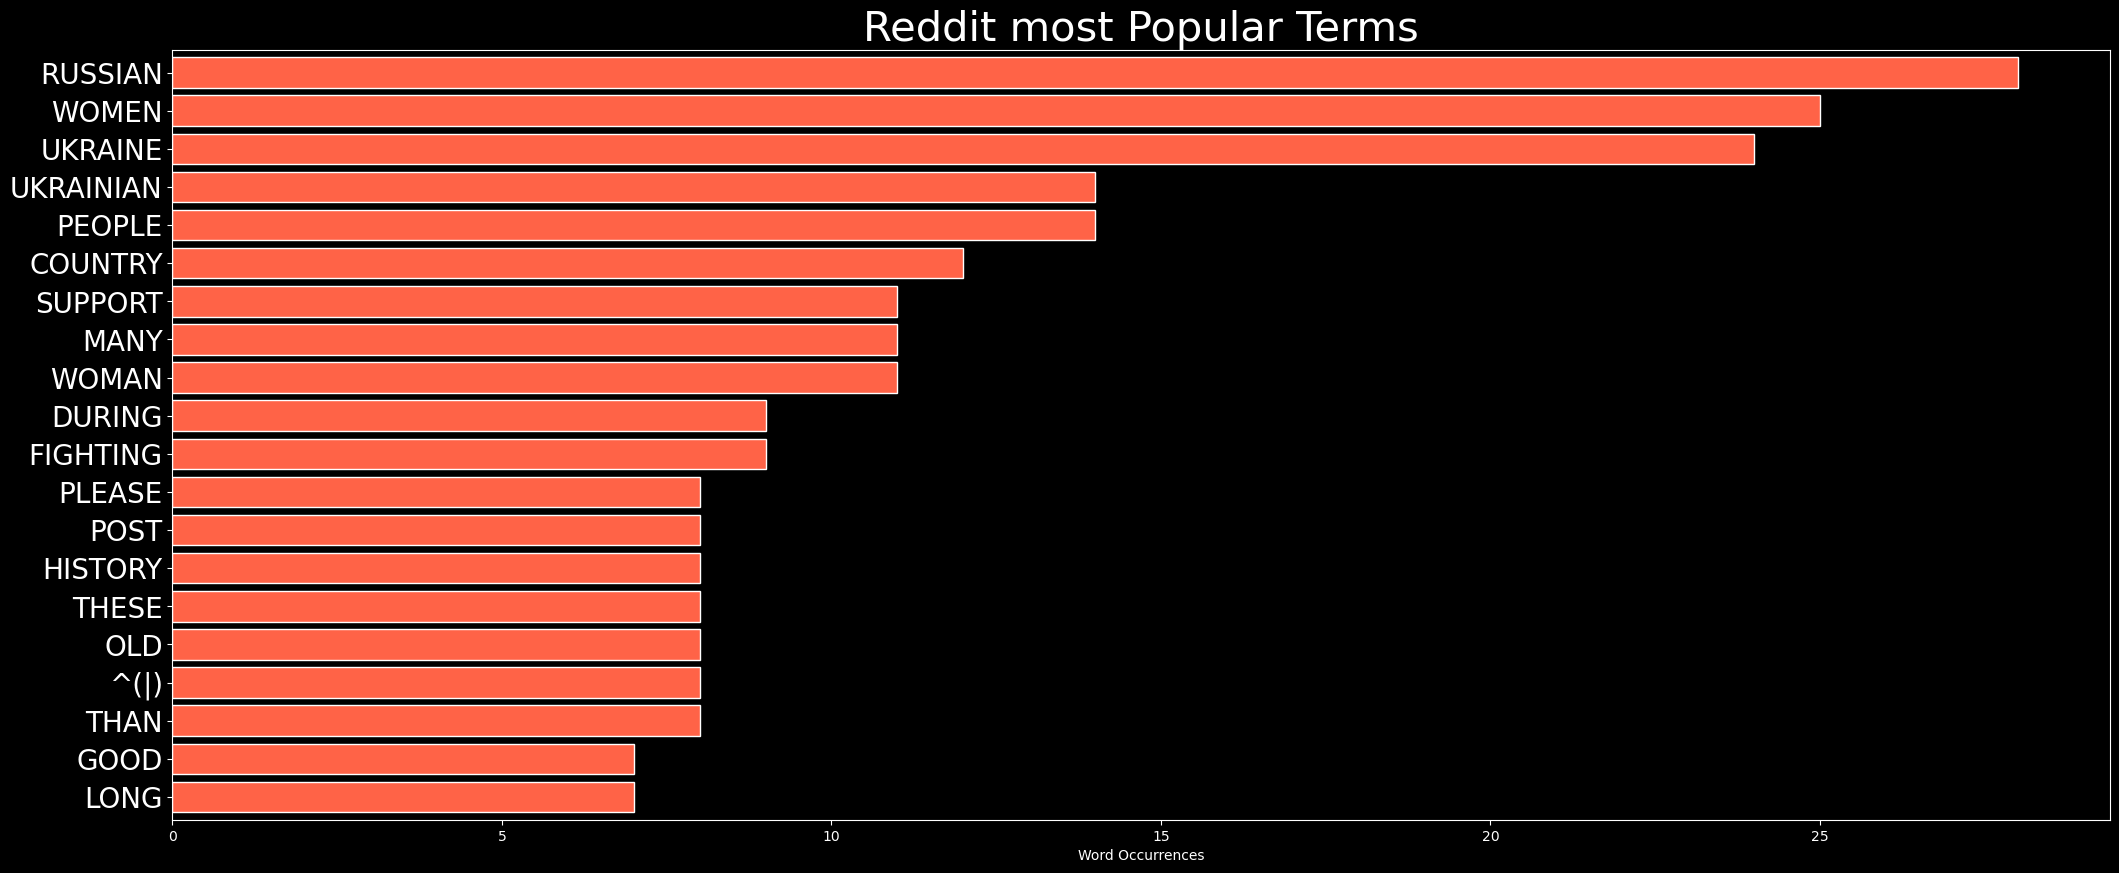 Reddit most Popular Terms
RUSSIAN
WOMEN
UKRAINE
UKRAINIAN
PEOPLE
COUNTRY
SUPPORT
MANY
WOMAN
DURING
FIGHTING
PLEASE
POST
HISTORY
THESE
OLD
^(|)
THAN
GOOD
LONG
0 5 10 15 20 25
Word Occurrences